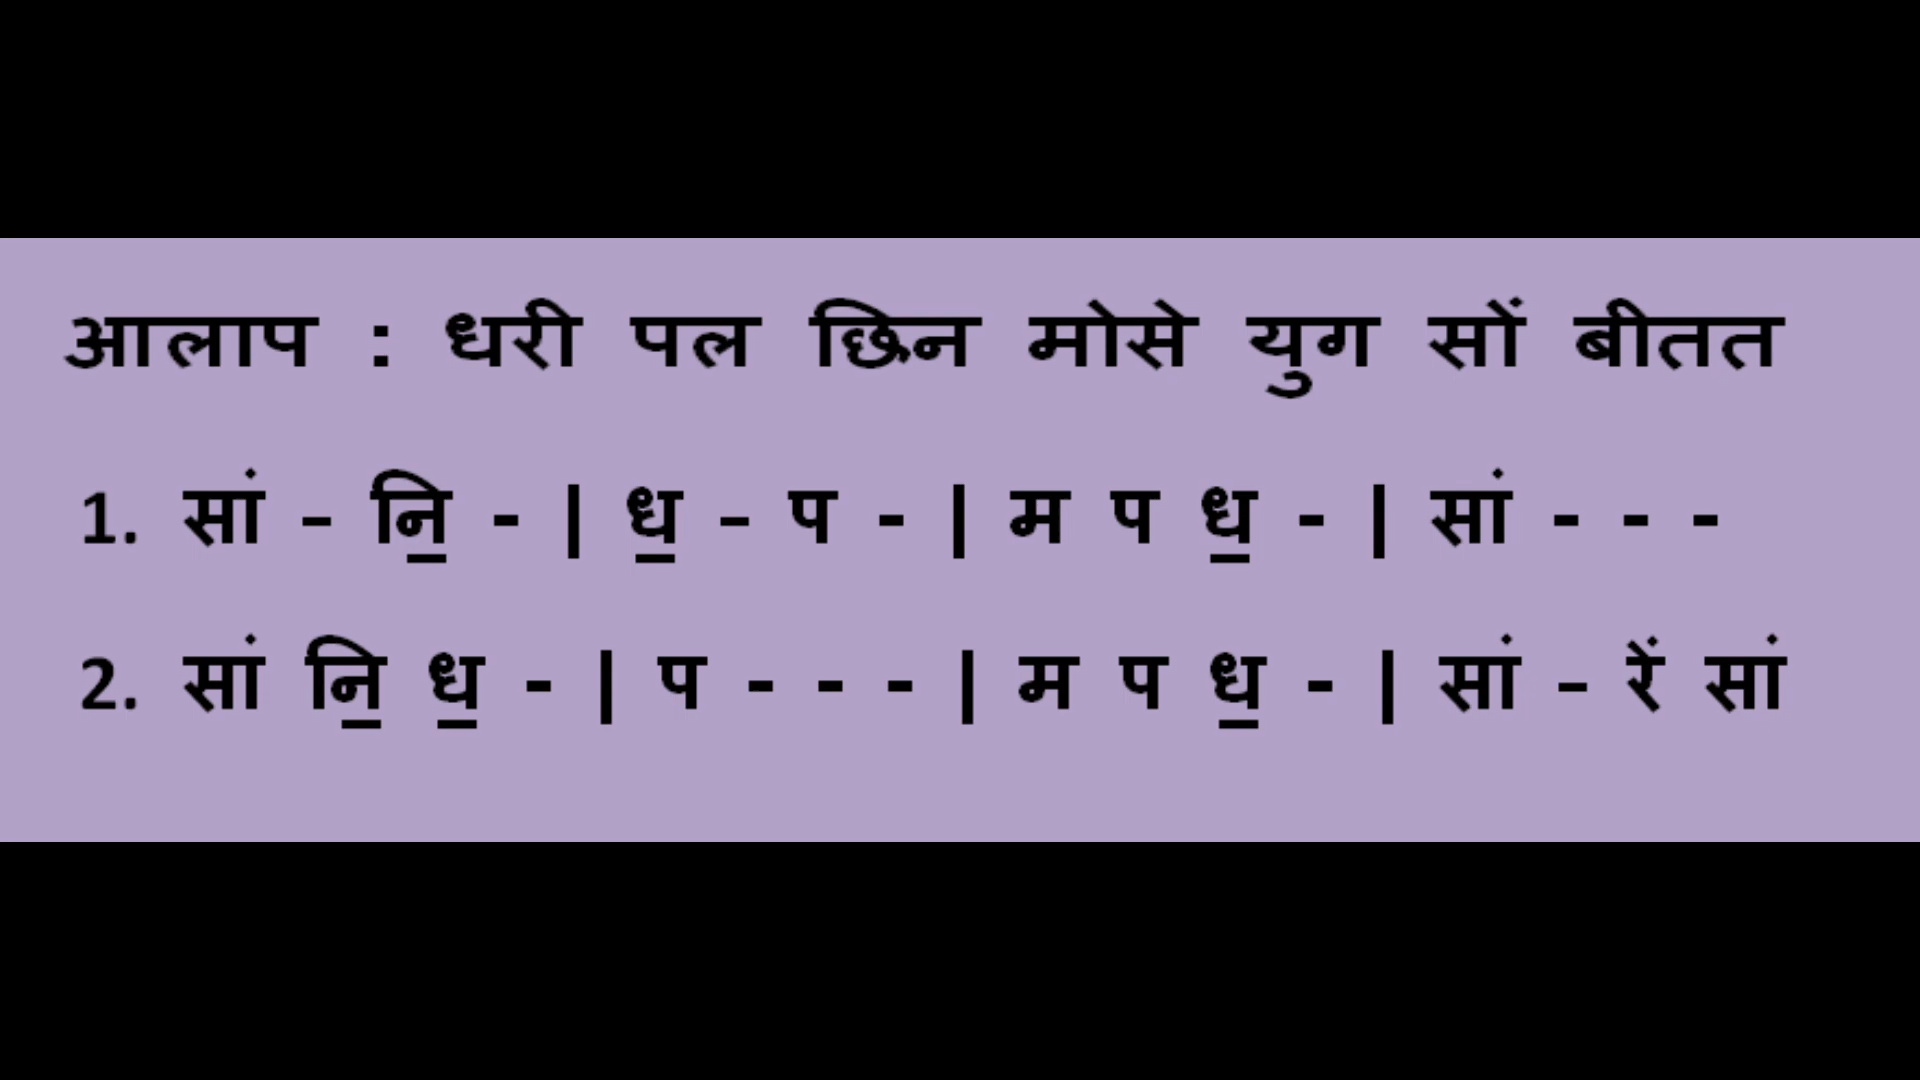 आलाप : धरी पल छिन मोसे युग सों बीतत
1. सां – नि॒ - | ध॒ – प - | म प ध॒ - | सां - - -
2. सां नि॒ ध॒ - | प - - - | म प ध॒ - | सां – रें सां